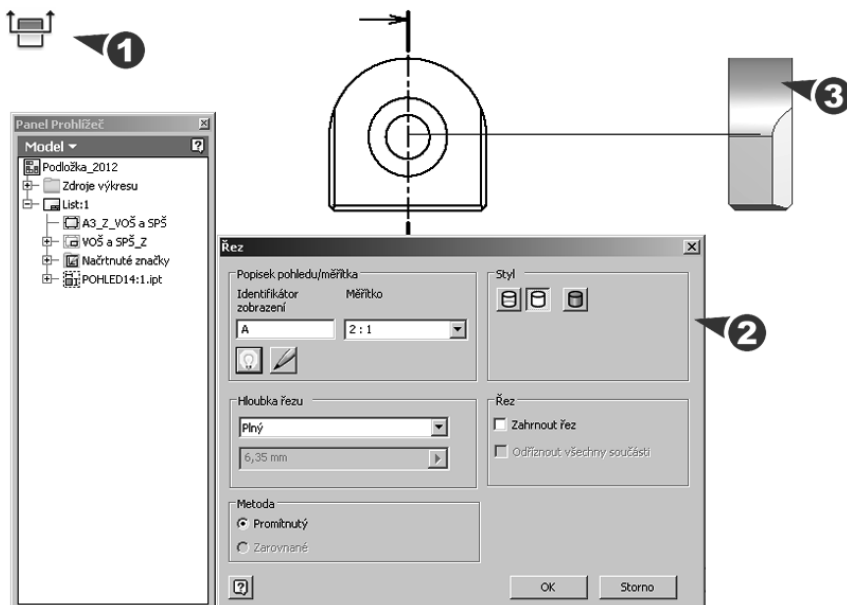 1
3
Panel Prohlížeč
Model
Podložka_2012
Zdroje výkresu
List:1
A3_Z_VOŠ a SPŠ
VOŠ a SPŠ_Z
Načrtnuté značky
POHLED14:1.ipt
Řez
Popisek pohledu/měřítka
Identifikátor zobrazení
Měřítko
A
2 : 1
Styl
2
Hloubka řezu
Plný
6,35 mm
Řez
Zahrnout řez
Odříznout všechny součásti
Metoda
Promítnutý
Zarovnané
OK
Storno